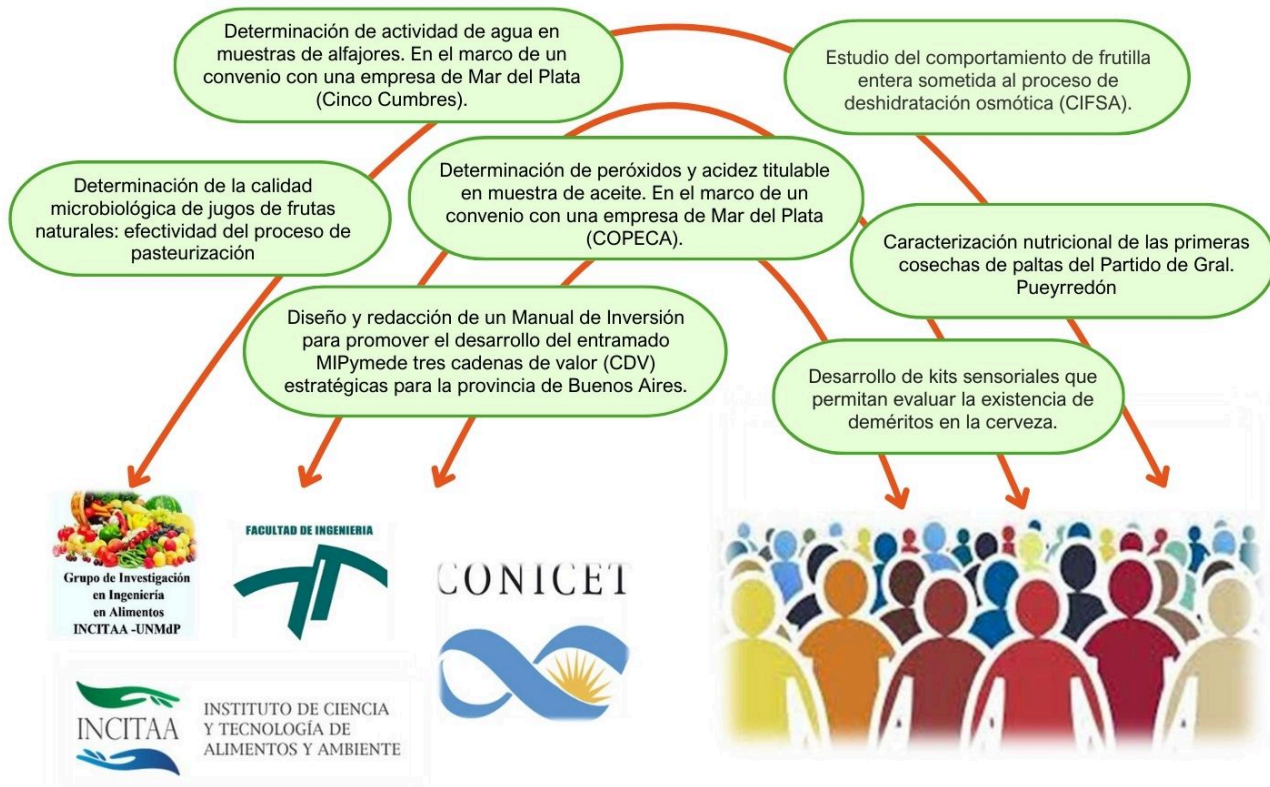 Determinación de actividad de agua en
muestras de alfajores. En el marco de un
convenio con una empresa de Mar del Plata
(Cinco Cumbres).
Estudio del comportamiento de frutilla
entera sometida al proceso de
deshidratación osmótica (CIFSA).
Determinación de la calidad
microbiológica de jugos de frutas
naturales: efectividad del proceso de
pasteurización
Determinación de peróxidos y acidez titulable
en muestra de aceite. En el marco de un
convenio con una empresa de Mar del Plata
(COPECA).
Caracterización nutricional de las primeras
cosechas de paltas del Partido de Gral.
Pueyrredón
Diseño y redacción de un Manual de Inversión
para promover el desarrollo del entramado
MIPymede tres cadenas de valor (CDV)
estratégicas para la provincia de Buenos Aires.
Desarrollo de kits sensoriales que
permitan evaluar la existencia de
deméritos en la cerveza.
Grupo de Investigación
en Ingeniería
en Alimentos
INCITAA -UNMdP
FACULTAD DE INGENIERIA
CONICET
INCITAA
INSTITUTO DE CIENCIA
Y TECNOLOGÍA DE
ALIMENTOS Y AMBIENTE